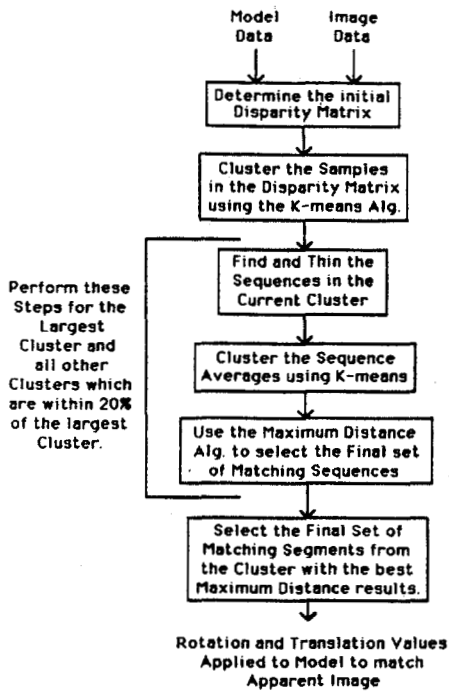 Model
Data
Image
Data
Determine the initial
Disparity Matrix
Cluster the Samples
in the Disparity Matrix
using the K-means Alg.
Find and Thin the
Sequences in the
Current Cluster
Perform these
Steps for the
Largest
Cluster and
all other
Clusters which
are within 20%
of the largest
Cluster.
Cluster the Sequence
Averages using K-means
Use the Maximum Distance
Alg. to select the Final set
of Matching Sequences
Select the Final Set of
Matching Segments from
the Cluster with the best
Maximum Distance results.
Rotation and Translation Values
Applied to Model to match
Apparent Image